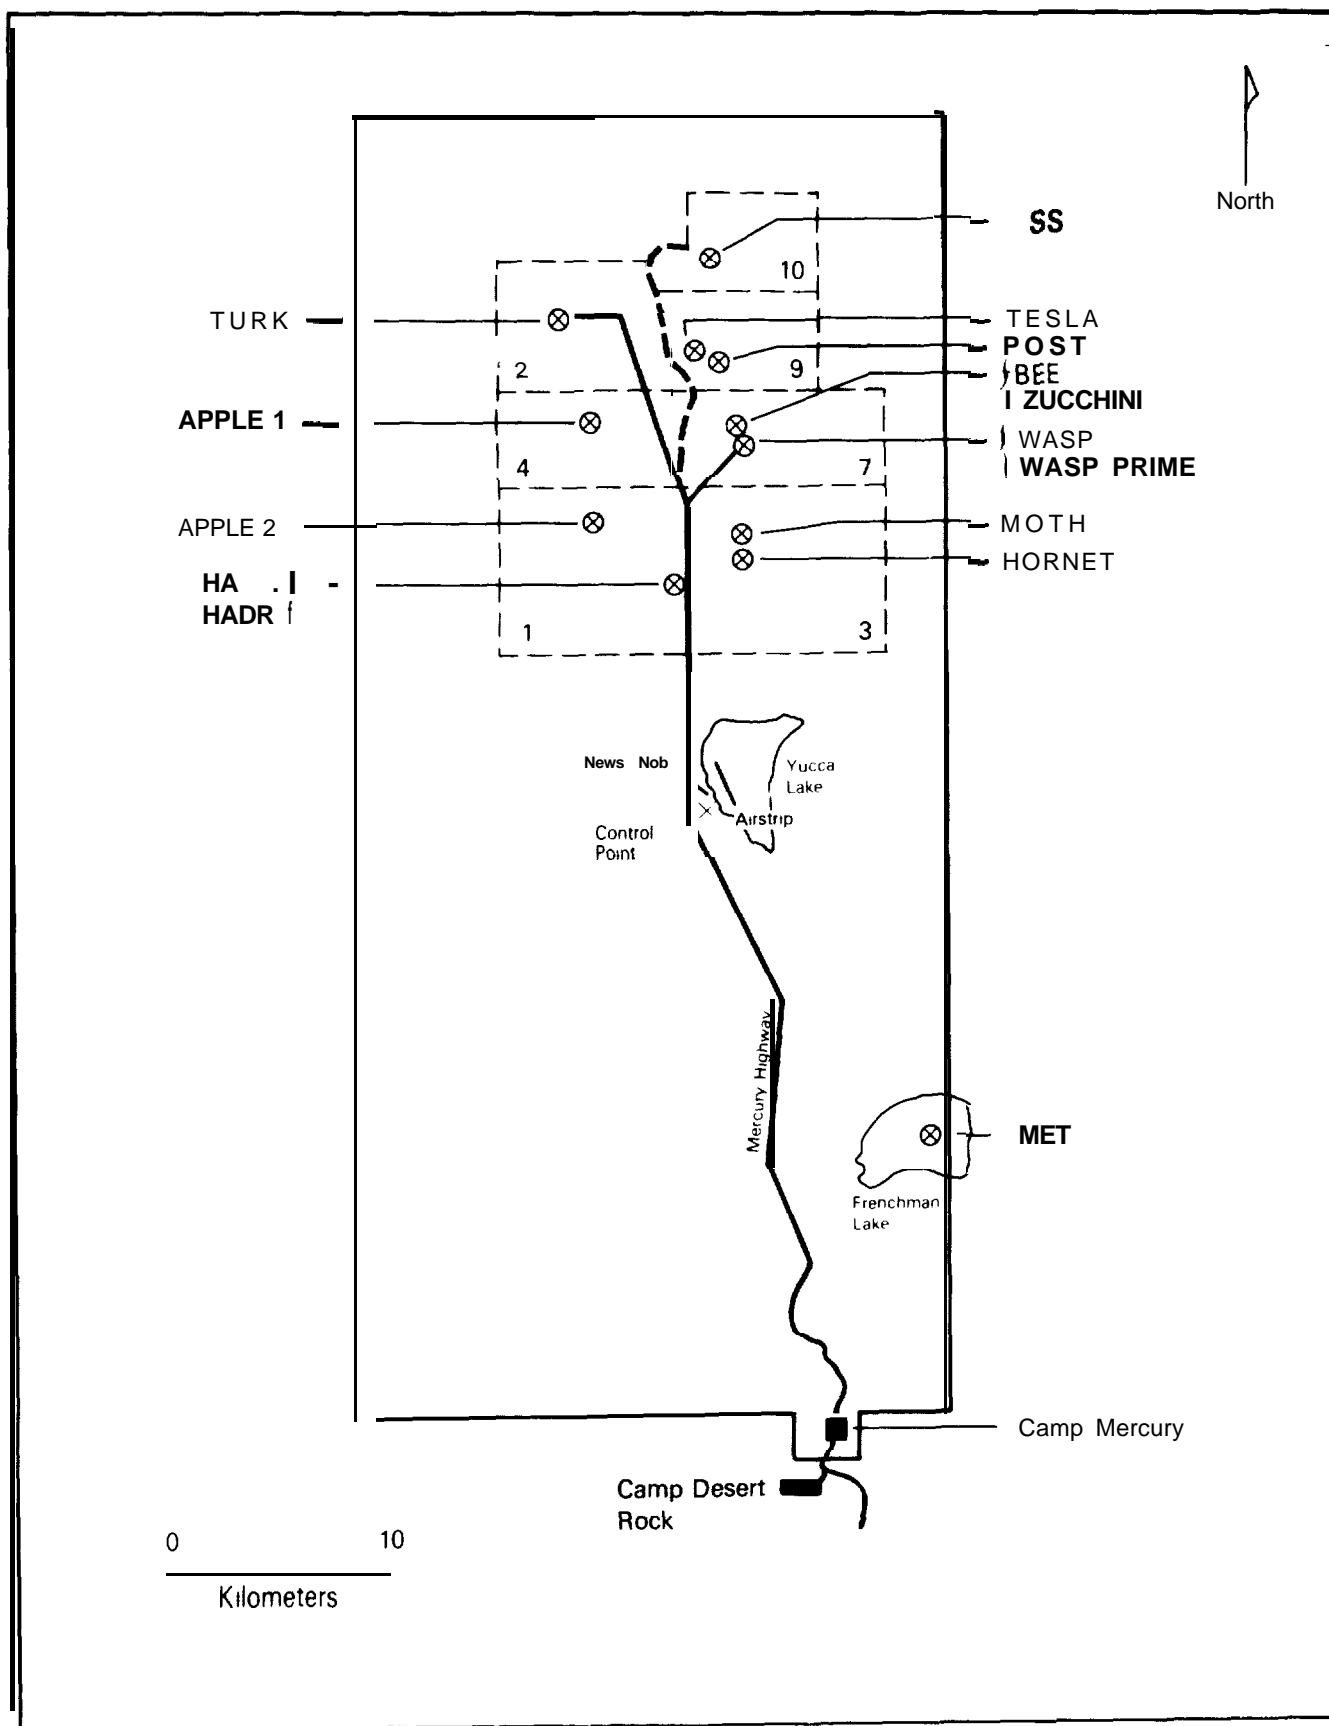 North
SS
10
TURK
TESLA
POST
2
9
BEE
ZUCCHINI
APPLE 1
WASP
WASP PRIME
4
7
APPLE 2
MOTH
HORNET
HA
HADR
1
3
News Nob
Yucca
Lake
Airstrip
Control
Point
Mercury Highway
MET
Frenchman
Lake
Camp Mercury
Camp Desert
Rock
0 10
Kilometers